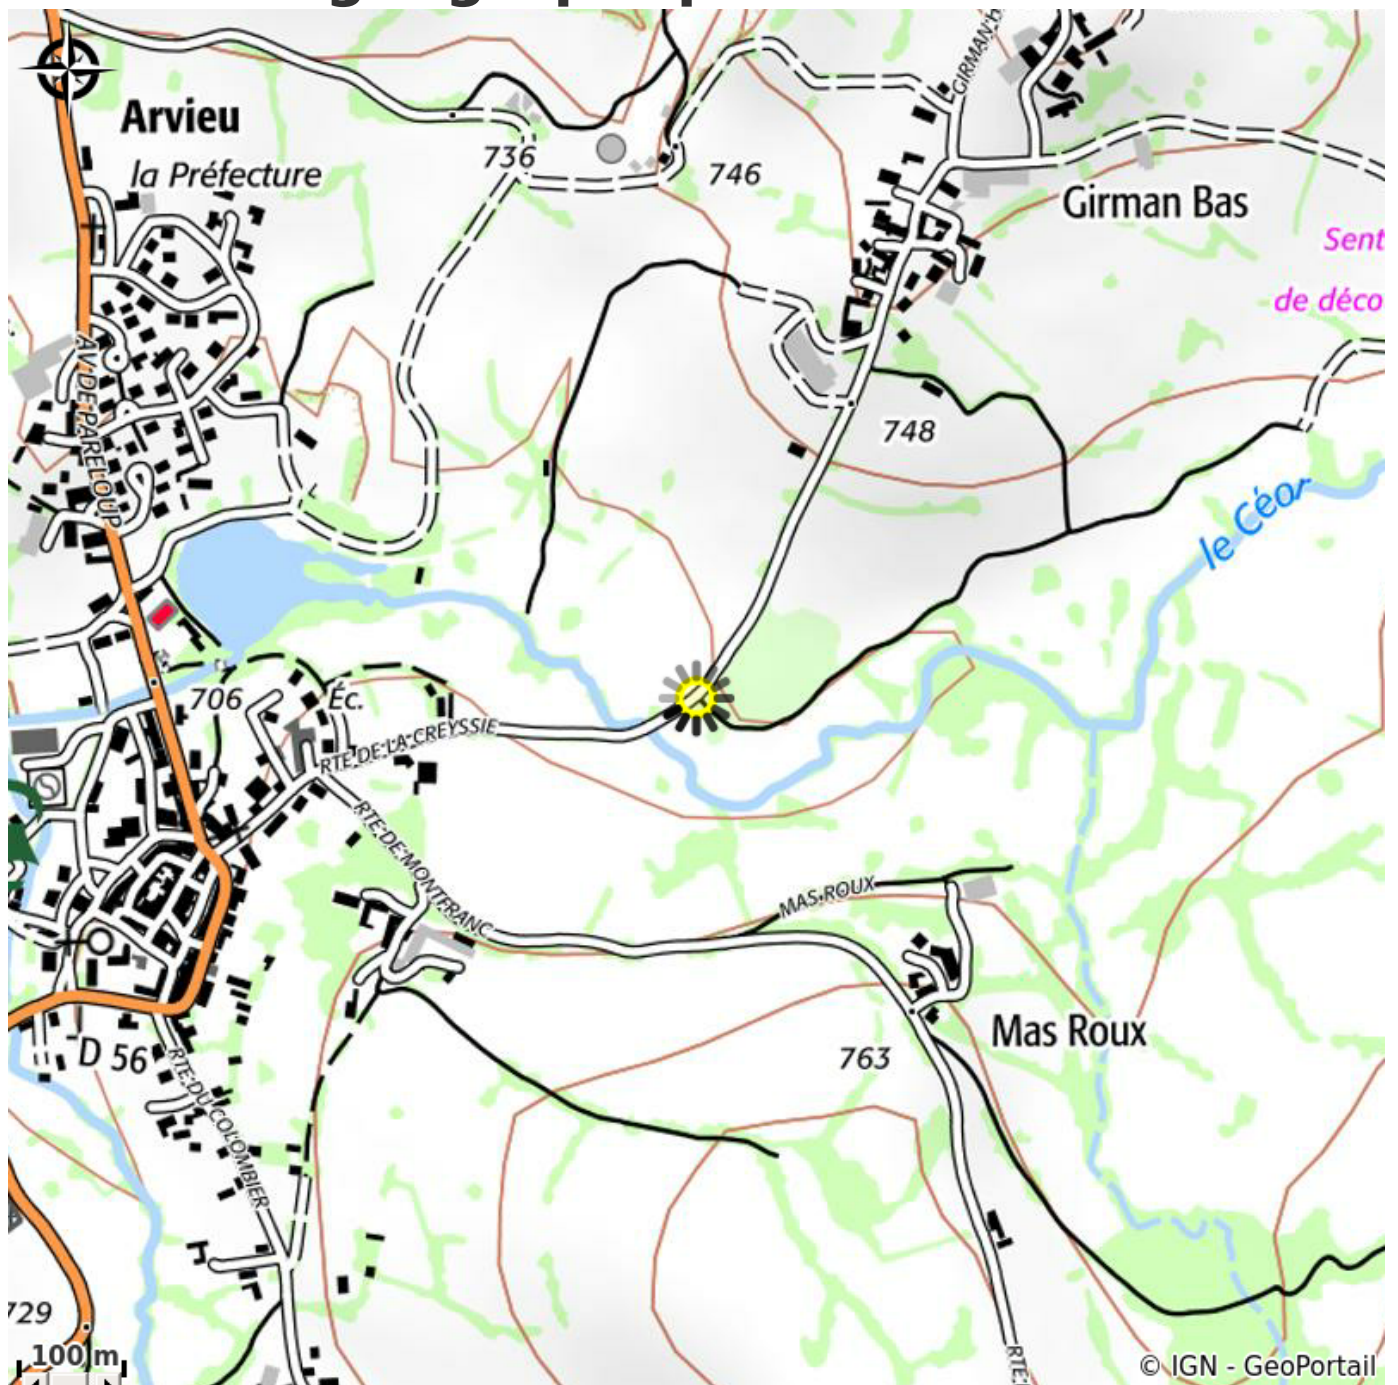 GIRMAN b
Arvieu
la Préfecture
736
746
Girman Bas
Sent
de déco
AV DE PARELOUP
748
le Céor
706
Éc.
RTE DE LA CREYSSIE
RTE DE MONTFRANC
MAS ROUX
Mas Roux
763
D 56
RTE DU COLOMBIER
729
100 m
RTE
© IGN - GeoPortail